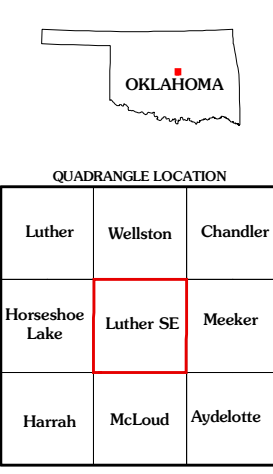 OKLAHOMA
QUADRANGLE LOCATION
Luther
Wellston
Chandler
Horseshoe
Lake
Luther SE
Meeker
Harrah
McLoud
Aydelotte